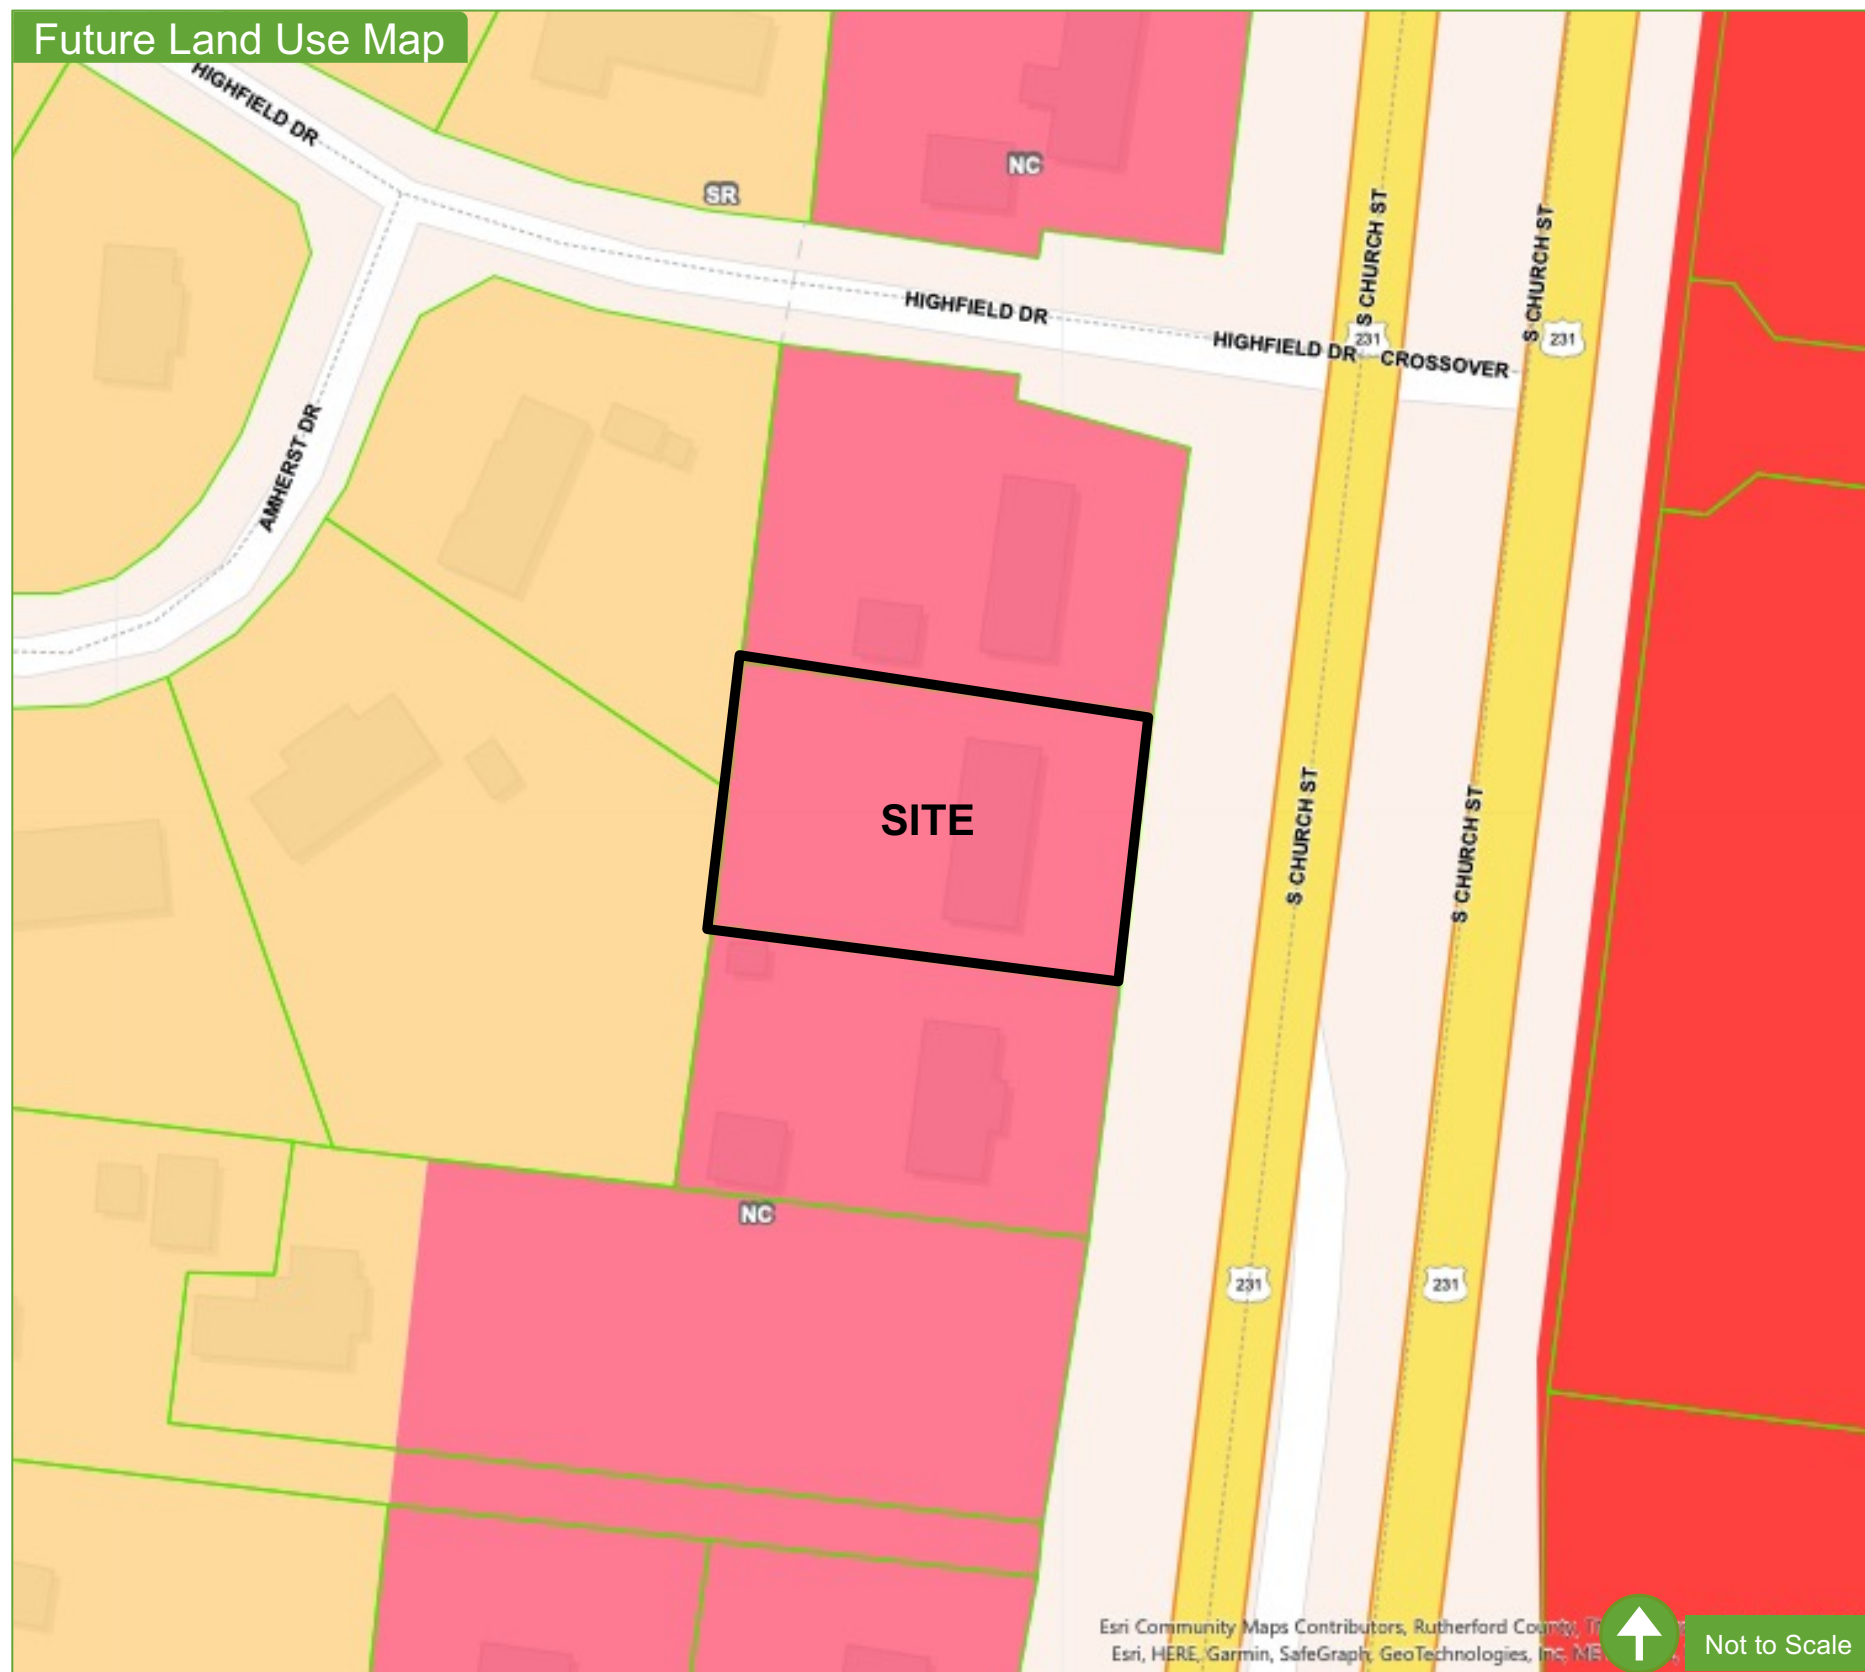 Future Land Use Map
HIGHFIELD DR
SR
NC
S CHURCH ST
S CHURCH ST
HIGHFIELD DR
HIGHFIELD DR
CROSSOVER
231
231
AMHERST DR
SITE
S CHURCH ST
S CHURCH ST
NC
231
231
Esri Community Maps Contributors, Rutherford County,
Esri, HERE, Garmin, SafeGraph, GeoTechnologies, Inc,
Not to Scale